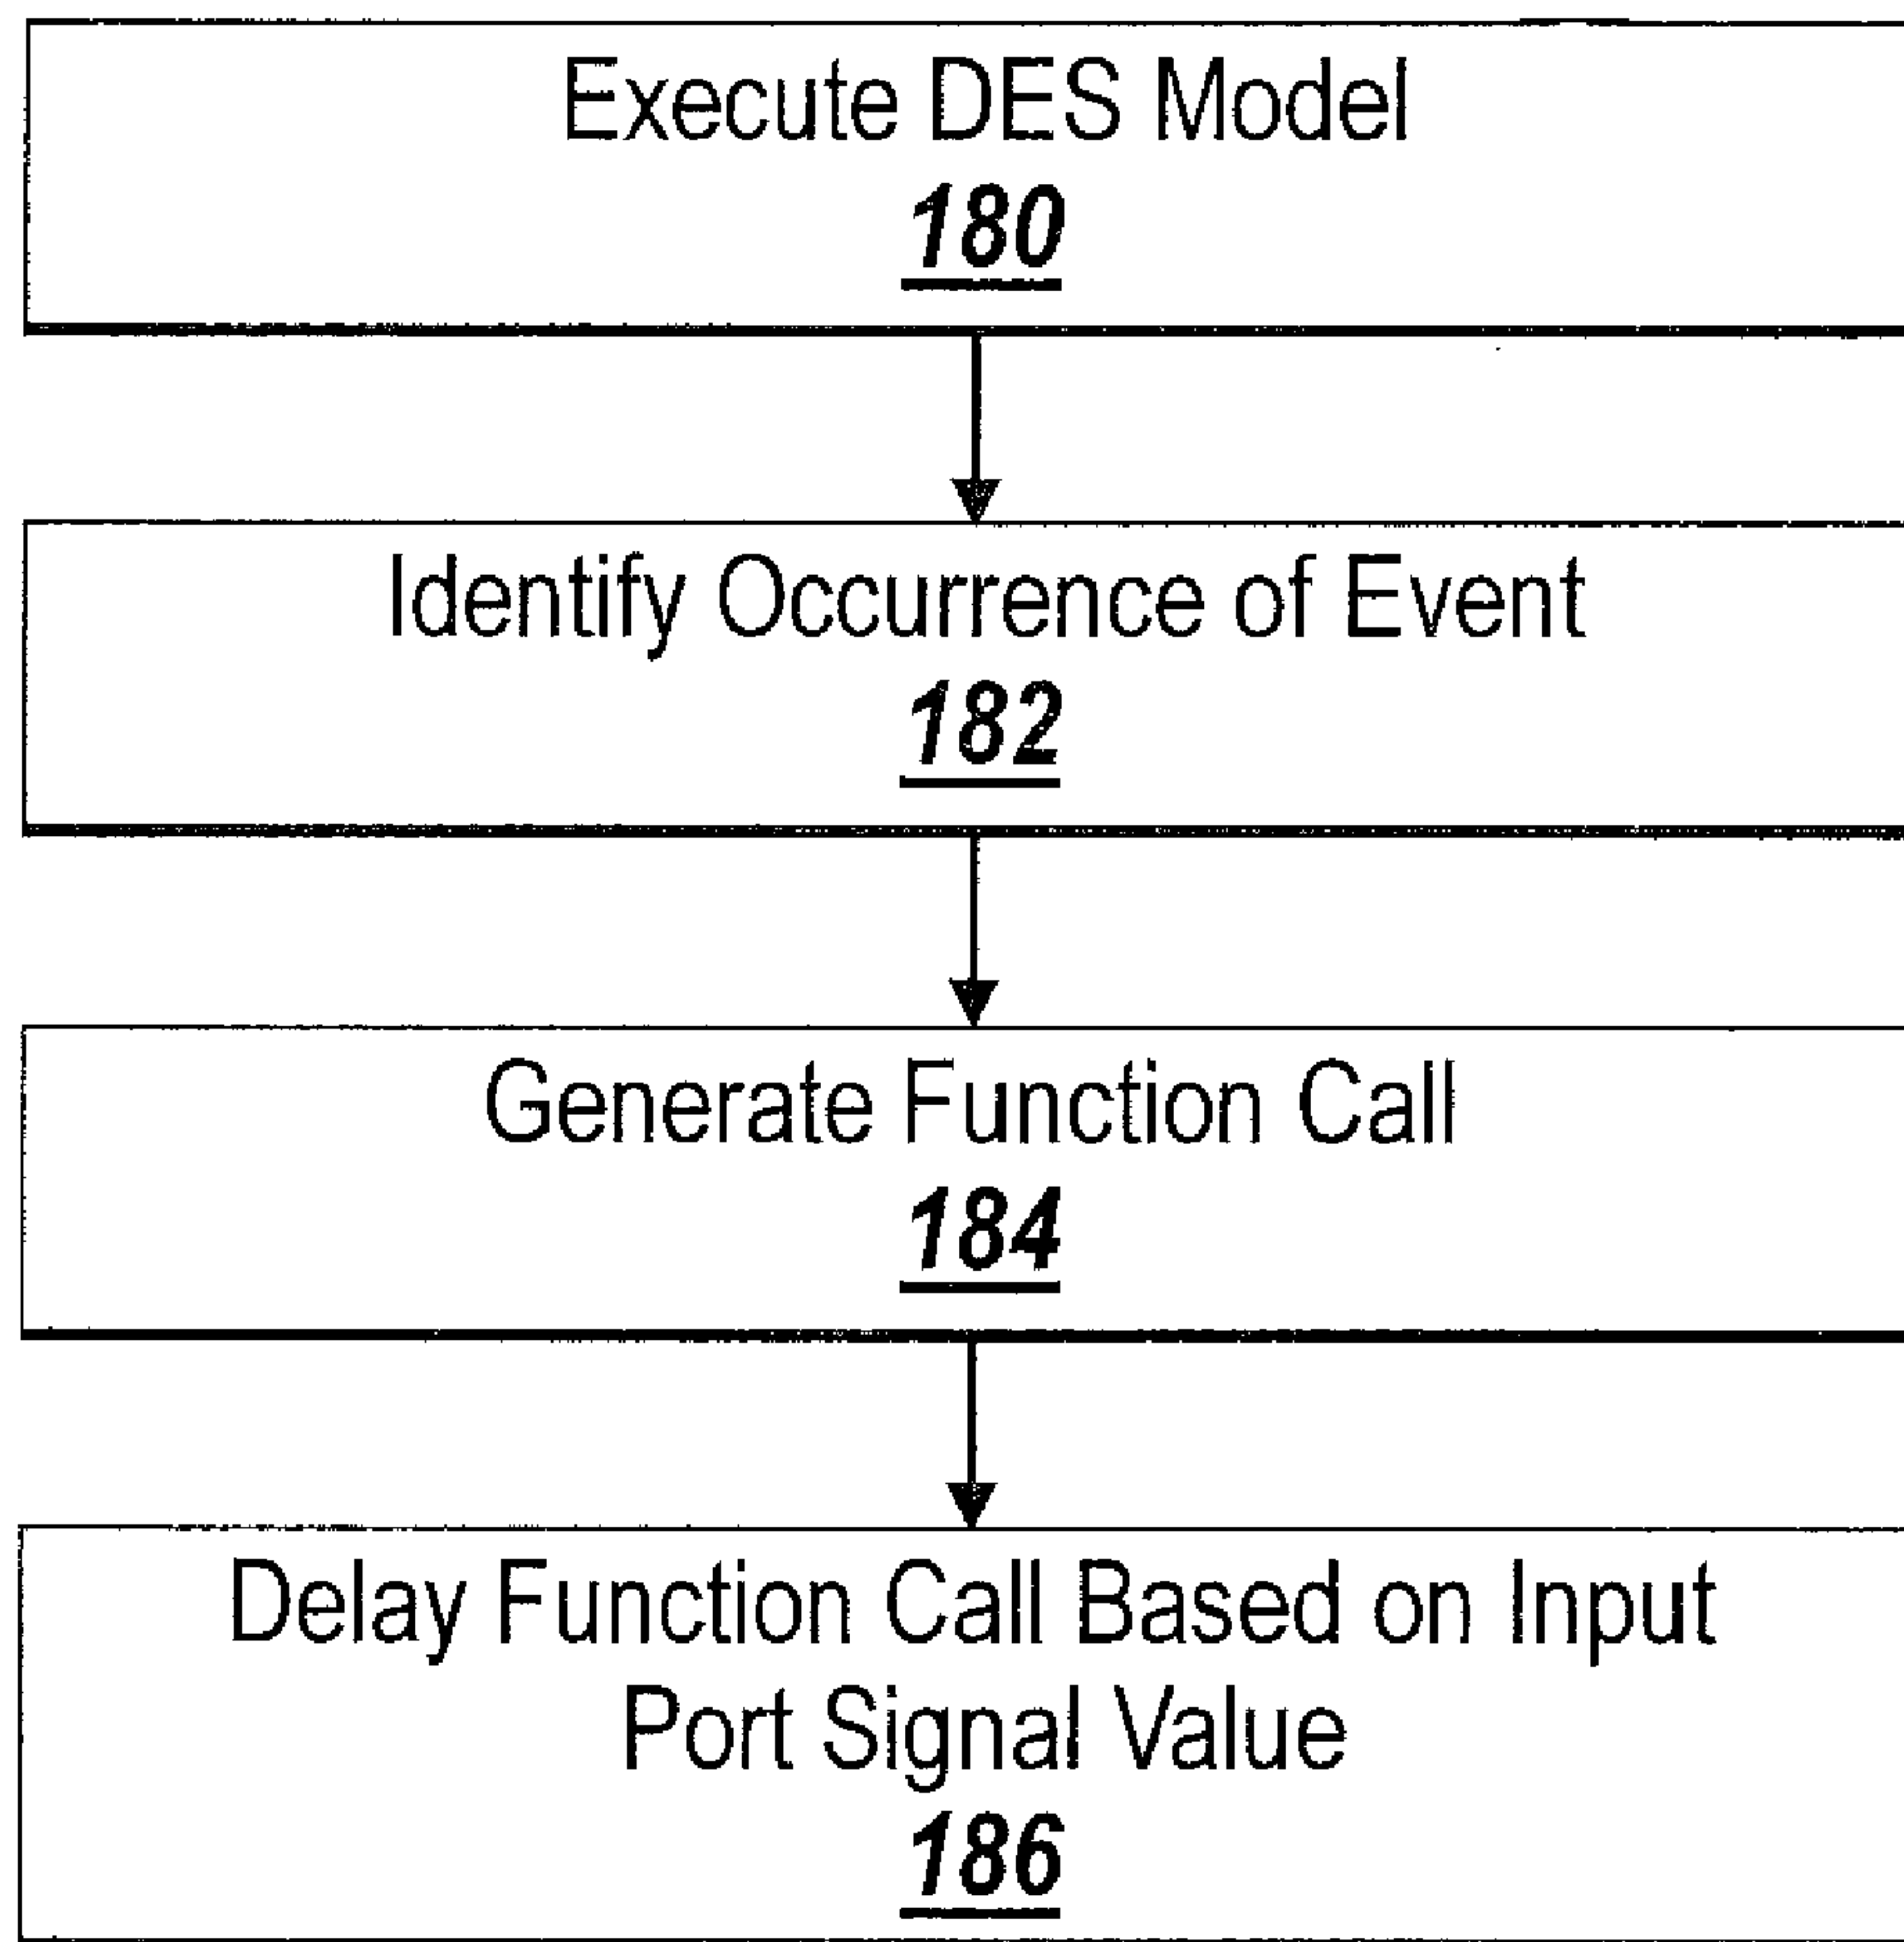 Execute DES Model
180
Identify Occurrence of Event
182
Generate Function Call
184
Delay Function Call Based on Input
Port Signal Value
186